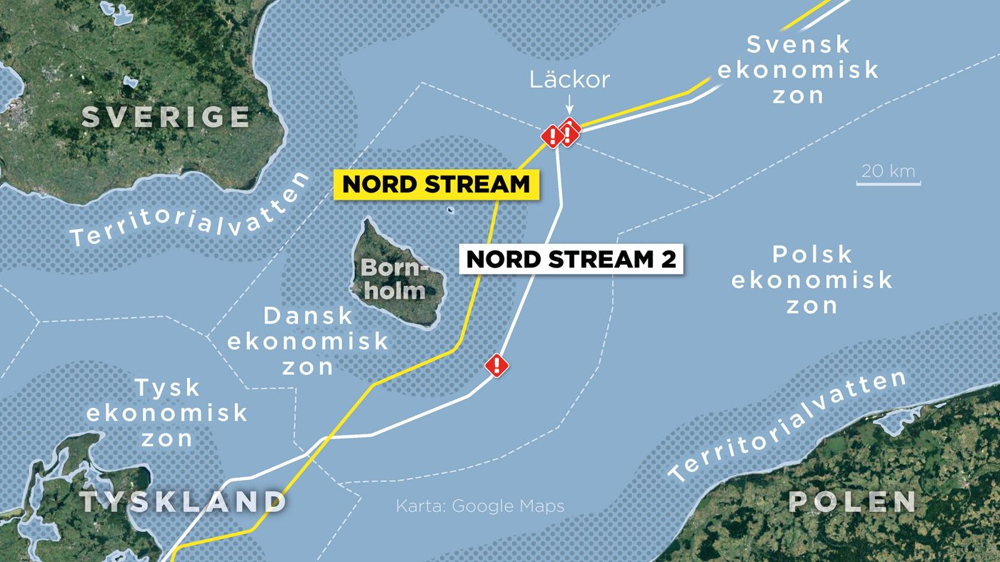 Svensk
ekonomisk
zon
Läckor
SVERIGE
20 km
NORD STREAM
Territorialvatten
NORD STREAM 2
Polsk
ekonomisk
zon
Born-
holm
Dansk
ekonomisk
zon
Tysk
ekonomisk
zon
Territorialvatten
TYSKLAND
Karta: Google Maps
POLEN